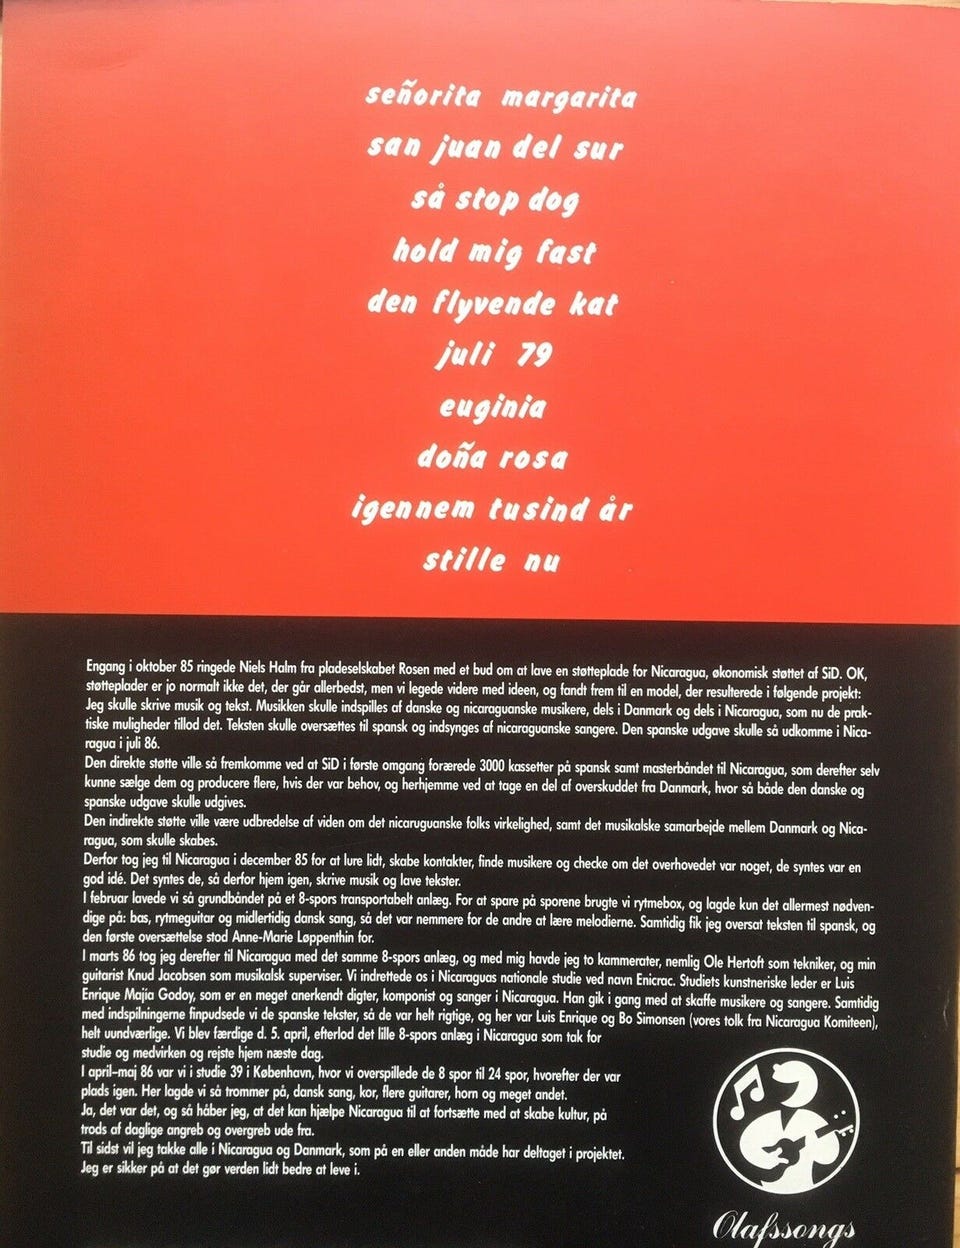 señorita margarita
san juan del sur
så stop dog
hold mig fast
den flyvende kat
juli 79
euginia
doña rosa
igennem tusind år
stille nu
Engang i oktober 85 ringede Niels Halm fra pladeselskabet Rosen med et bud om at lave en støtteplade for Nicaragua, økonomisk støttet af SiD. OK,
støtteplader er jo normalt ikke det, der går allerbedst, men vi legede videre med ideen, og fandt frem til en model, der resulterede i følgende projekt:
Jeg skulle skrive musik og tekst. Musikken skulle indspilles af danske og nicaraguanske musikere, dels i Danmark og dels i Nicaragua, som nu de prak-
tiske muligheder tillod det. Teksten skulle oversættes til spansk og indsynges af nicaraguanske sangere. Den spanske udgave skulle så udkomme i Nica-
ragua i juli 86.
Den direkte støtte ville så fremkomme ved at SiD i første omgang forærede 3000 kassetter på spansk samt masterbåndet til Nicaragua, som derefter selv
kunne sælge dem og producere flere, hvis der var behov, og herhjemme ved at tage en del af overskuddet fra Danmark, hvor så både den danske og
spanske udgave skulle udgives.
Den indirekte støtte ville være udbredelse af viden om det nicaruguanske folks virkelighed, samt det musikalske samarbejde mellem Danmark og Nica-
ragua, som skulle skabes.
Derfor tog jeg til Nicaragua i december 85 for at lure lidt, skabe kontakter, finde musikere og checke om det overhovedet var noget, de syntes var en
god idé. Det syntes de, så derfor hjem igen, skrive musik og lave tekster.
I februar lavede vi så grundbåndet på et 8-spors transportabelt anlæg. For at spare på sporene brugte vi rytmebox, og lagde kun det allermest nødven-
dige på: bas, rytmeguitar og midlertidig dansk sang, så det var nemmere for de andre at lære melodierne. Samtidig fik jeg oversat teksten til spansk, og
den første oversættelse stod Anne-Marie Løppenthin for.
I marts 86 tog jeg derefter til Nicaragua med det samme 8-spors anlæg, og med mig havde jeg to kammerater, nemlig Ole Hertoft som tekniker, og min
guitarist Knud Jacobsen som musikalsk superviser. Vi indrettede os i Nicaraguas nationale studie ved navn Enicrac. Studiets kunstneriske leder er Luis
Enrique Majía Godoy, som er en meget anerkendt digter, komponist og sanger i Nicaragua. Han gik i gang med at skaffe musikere og sangere. Samtidig
med indspilningerne finpudsede vi de spanske tekster, så de var helt rigtige, og her var Luis Enrique og Bo Simonsen (vores tolk fra Nicaragua Komiteen),
helt uundværlige. Vi blev færdige d. 5. april, efterlod det lille 8-spors anlæg i Nicaragua som tak for
studie og medvirken og rejste hjem næste dag.
I april–maj 86 var vi i studie 39 i København, hvor vi overspillede de 8 spor til 24 spor, hvorefter der var
plads igen. Her lagde vi så trommer på, dansk sang, kor, flere guitarer, horn og meget andet.
Ja, det var det, og så håber jeg, at det kan hjælpe Nicaragua til at fortsætte med at skabe kultur, på
trods af daglige angreb og overgreb ude fra.
Til sidst vil jeg takke alle i Nicaragua og Danmark, som på en eller anden måde har deltaget i projektet.
Jeg er sikker på at det gør verden lidt bedre at leve i.
Olafssongs